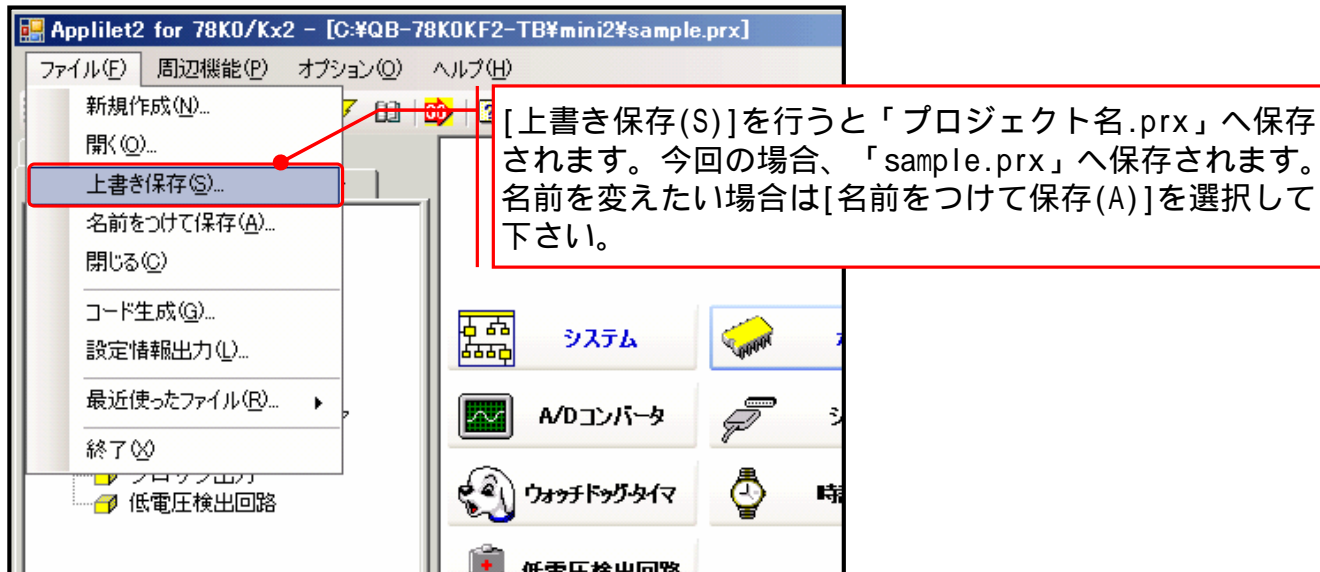 Applilet2 for 78K0/Kx2 - [C:¥QB-78K0KF2-TB¥mini2¥sample.prx]
ファイル(F) 周辺機能(P) オプション(O) ヘルプ(H)
新規作成(N)...
開く(O)...
上書き保存(S)...
名前をつけて保存(A)...
閉じる(C)
コード生成(G)...
設定情報出力(L)...
最近使ったファイル(R)...
終了(X)
[上書き保存(S)]を行うと「プロジェクト名.prx」へ保存
されます。今回の場合、「sample.prx」へ保存されます。
名前を変えたい場合は[名前をつけて保存(A)]を選択して
下さい。
GO
低電圧検出回路
システム
A/Dコンバータ
ウォッチドッグ・タイマ
低電圧検出回路